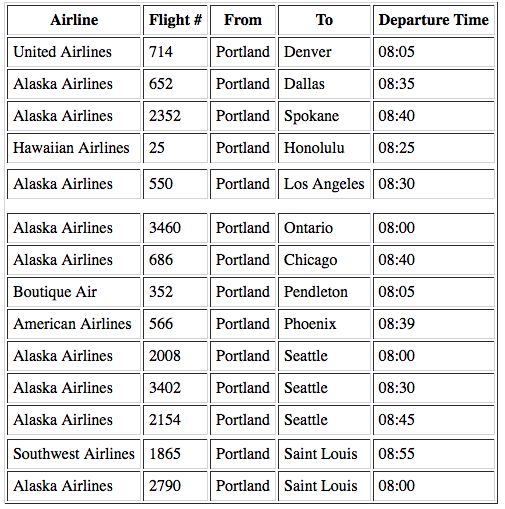 Airline Flight # From To Departure Time
United Airlines 714 Portland Denver 08:05
Alaska Airlines 652 Portland Dallas 08:35
Alaska Airlines 2352 Portland Spokane 08:40
Hawaiian Airlines 25 Portland Honolulu 08:25
Alaska Airlines 550 Portland Los Angeles 08:30
Alaska Airlines 3460 Portland Ontario 08:00
Alaska Airlines 686 Portland Chicago 08:40
Boutique Air 352 Portland Pendleton 08:05
American Airlines 566 Portland Phoenix 08:39
Alaska Airlines 2008 Portland Seattle 08:00
Alaska Airlines 3402 Portland Seattle 08:30
Alaska Airlines 2154 Portland Seattle 08:45
Southwest Airlines 1865 Portland Saint Louis 08:55
Alaska Airlines 2790 Portland Saint Louis 08:00